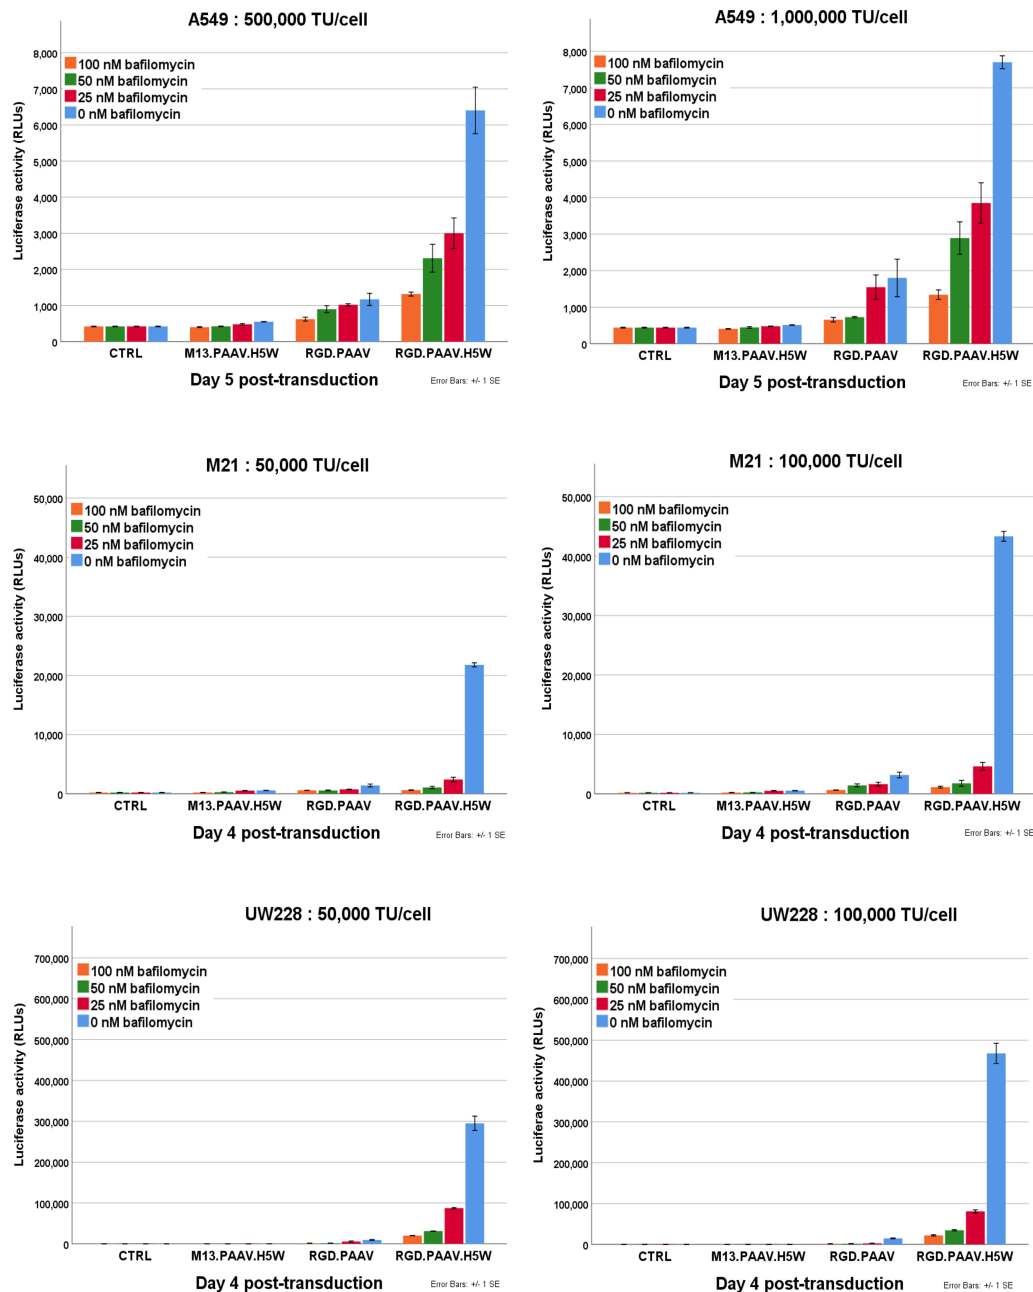 A549 : 500,000 TU/cell
Luciferase activity (RLUs)
8,000
7,000
6,000
5,000
4,000
3,000
2,000
1,000
0
100 nM bafilomycin
50 nM bafilomycin
25 nM bafilomycin
0 nM bafilomycin
CTRL M13.PAAV.H5W RGD.PAAV RGD.PAAV.H5W
Day 5 post-transduction
Error Bars: +/- 1 SE
A549 : 1,000,000 TU/cell
Luciferase activity (RLUs)
8,000
7,000
6,000
5,000
4,000
3,000
2,000
1,000
0
100 nM bafilomycin
50 nM bafilomycin
25 nM bafilomycin
0 nM bafilomycin
CTRL M13.PAAV.H5W RGD.PAAV RGD.PAAV.H5W
Day 5 post-transduction
Error Bars: +/- 1 SE
M21 : 50,000 TU/cell
Luciferase activity (RLUs)
50,000
40,000
30,000
20,000
10,000
0
100 nM bafilomycin
50 nM bafilomycin
25 nM bafilomycin
0 nM bafilomycin
CTRL M13.PAAV.H5W RGD.PAAV RGD.PAAV.H5W
Day 4 post-transduction
Error Bars: +/- 1 SE
M21 : 100,000 TU/cell
Luciferase activity (RLUs)
50,000
40,000
30,000
20,000
10,000
0
100 nM bafilomycin
50 nM bafilomycin
25 nM bafilomycin
0 nM bafilomycin
CTRL M13.PAAV.H5W RGD.PAAV RGD.PAAV.H5W
Day 4 post-transduction
Error Bars: +/- 1 SE
UW228 : 50,000 TU/cell
Luciferase activity (RLUs)
700,000
600,000
500,000
400,000
300,000
200,000
100,000
0
100 nM bafilomycin
50 nM bafilomycin
25 nM bafilomycin
0 nM bafilomycin
CTRL M13.PAAV.H5W RGD.PAAV RGD.PAAV.H5W
Day 4 post-transduction
Error Bars: +/- 1 SE
UW228 : 100,000 TU/cell
Luciferae activity (RLUs)
700,000
600,000
500,000
400,000
300,000
200,000
100,000
0
100 nM bafilomycin
50 nM bafilomycin
25 nM bafilomycin
0 nM bafilomycin
CTRL M13.PAAV.H5W RGD.PAAV RGD.PAAV.H5W
Day 4 post-transduction
Error Bars: +/- 1 SE